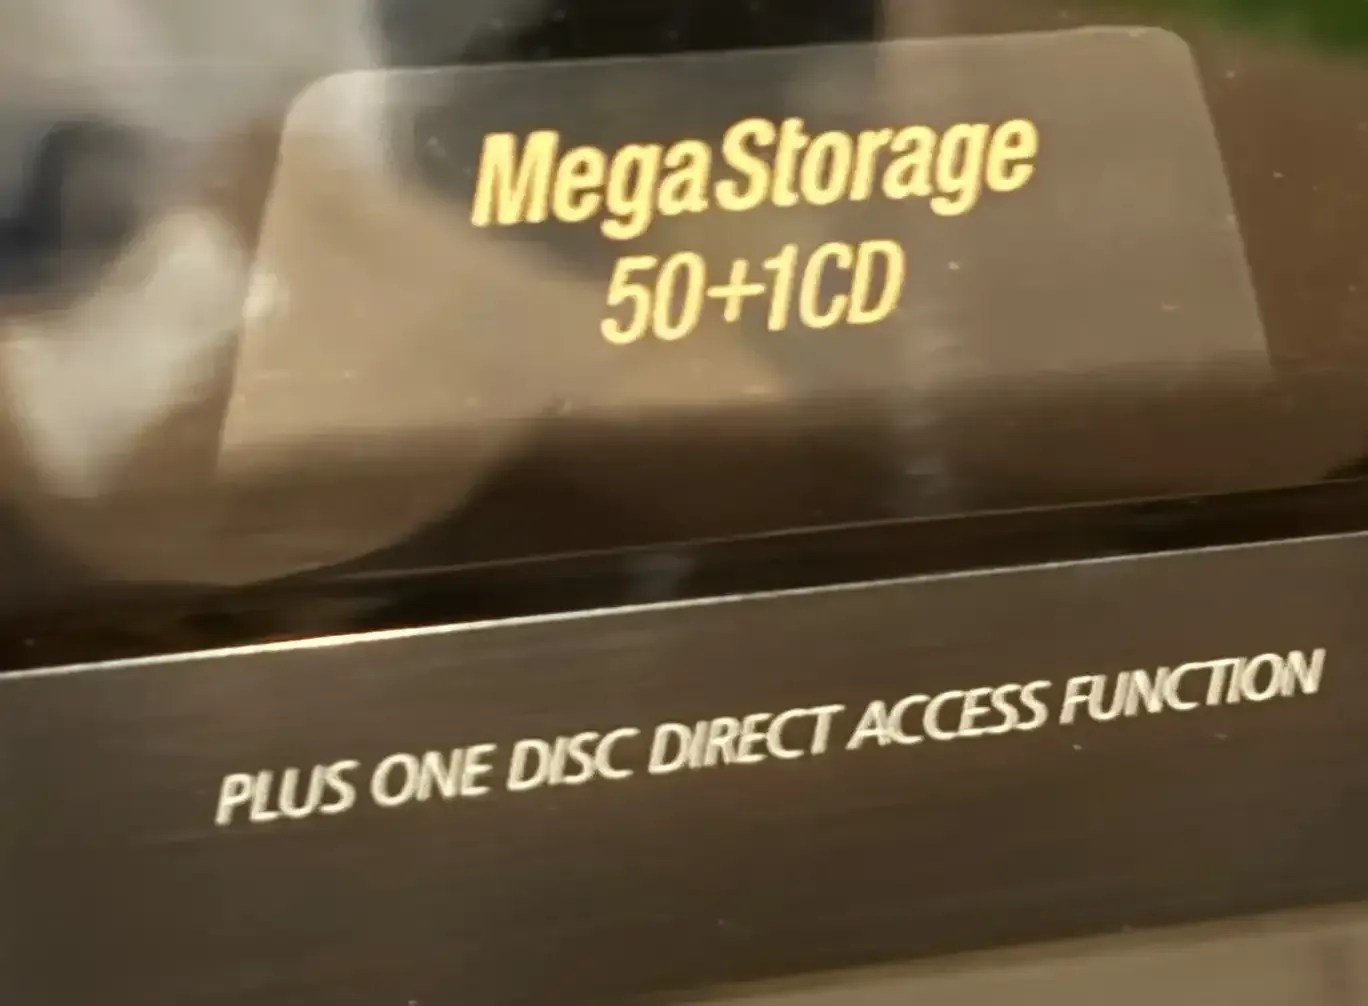 MegaStorage
50+1CD
PLUS ONE DISC DIRECT ACCESS FUNCTION